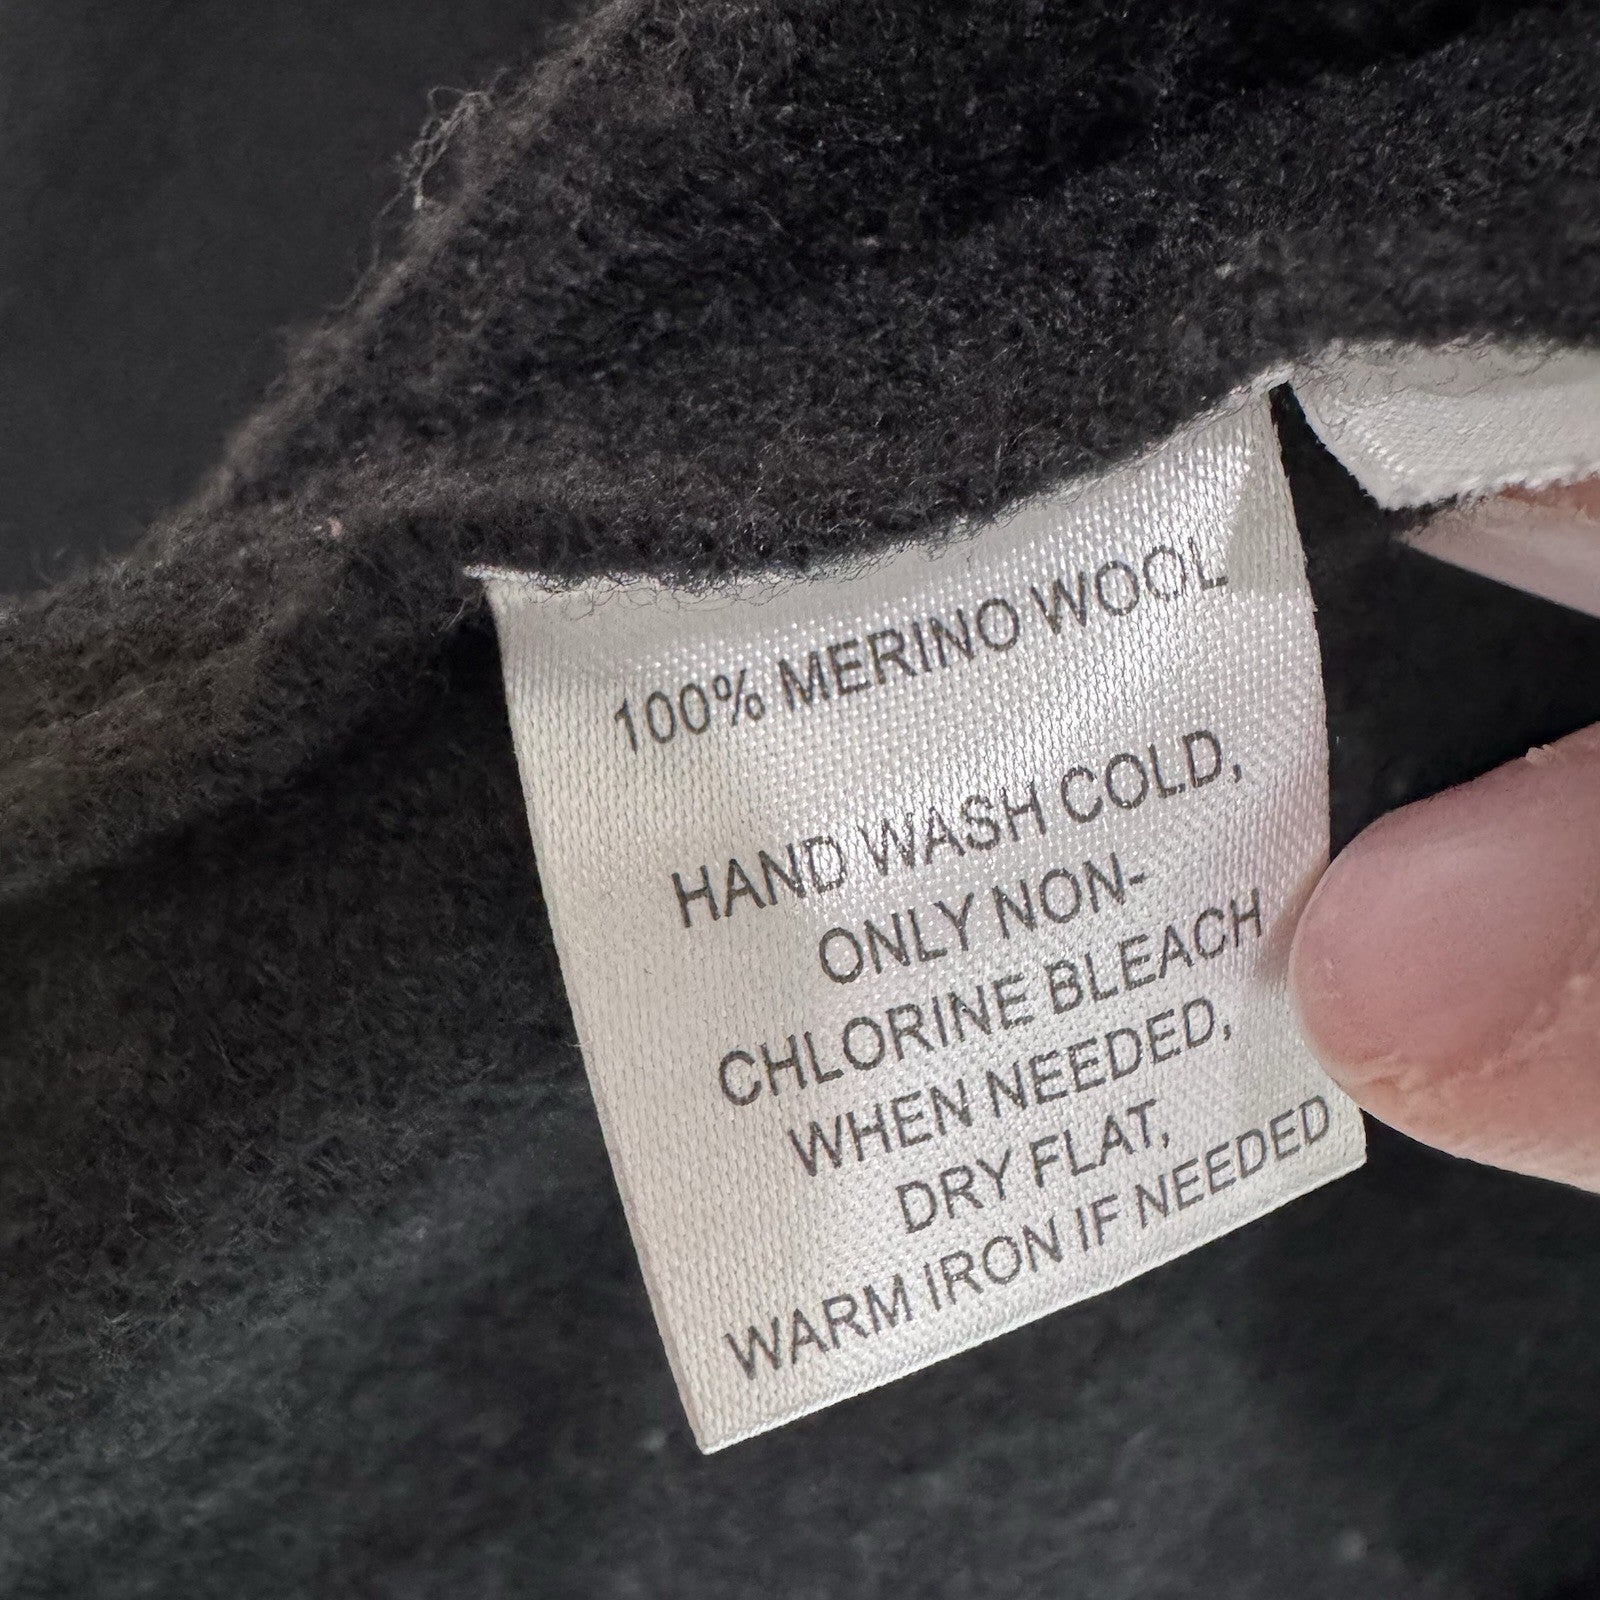 100% MERINO WOOL
HAND WASH COLD,
ONLY NON-
CHLORINE BLEACH
WHEN NEEDED,
DRY FLAT,
WARM IRON IF NEEDED